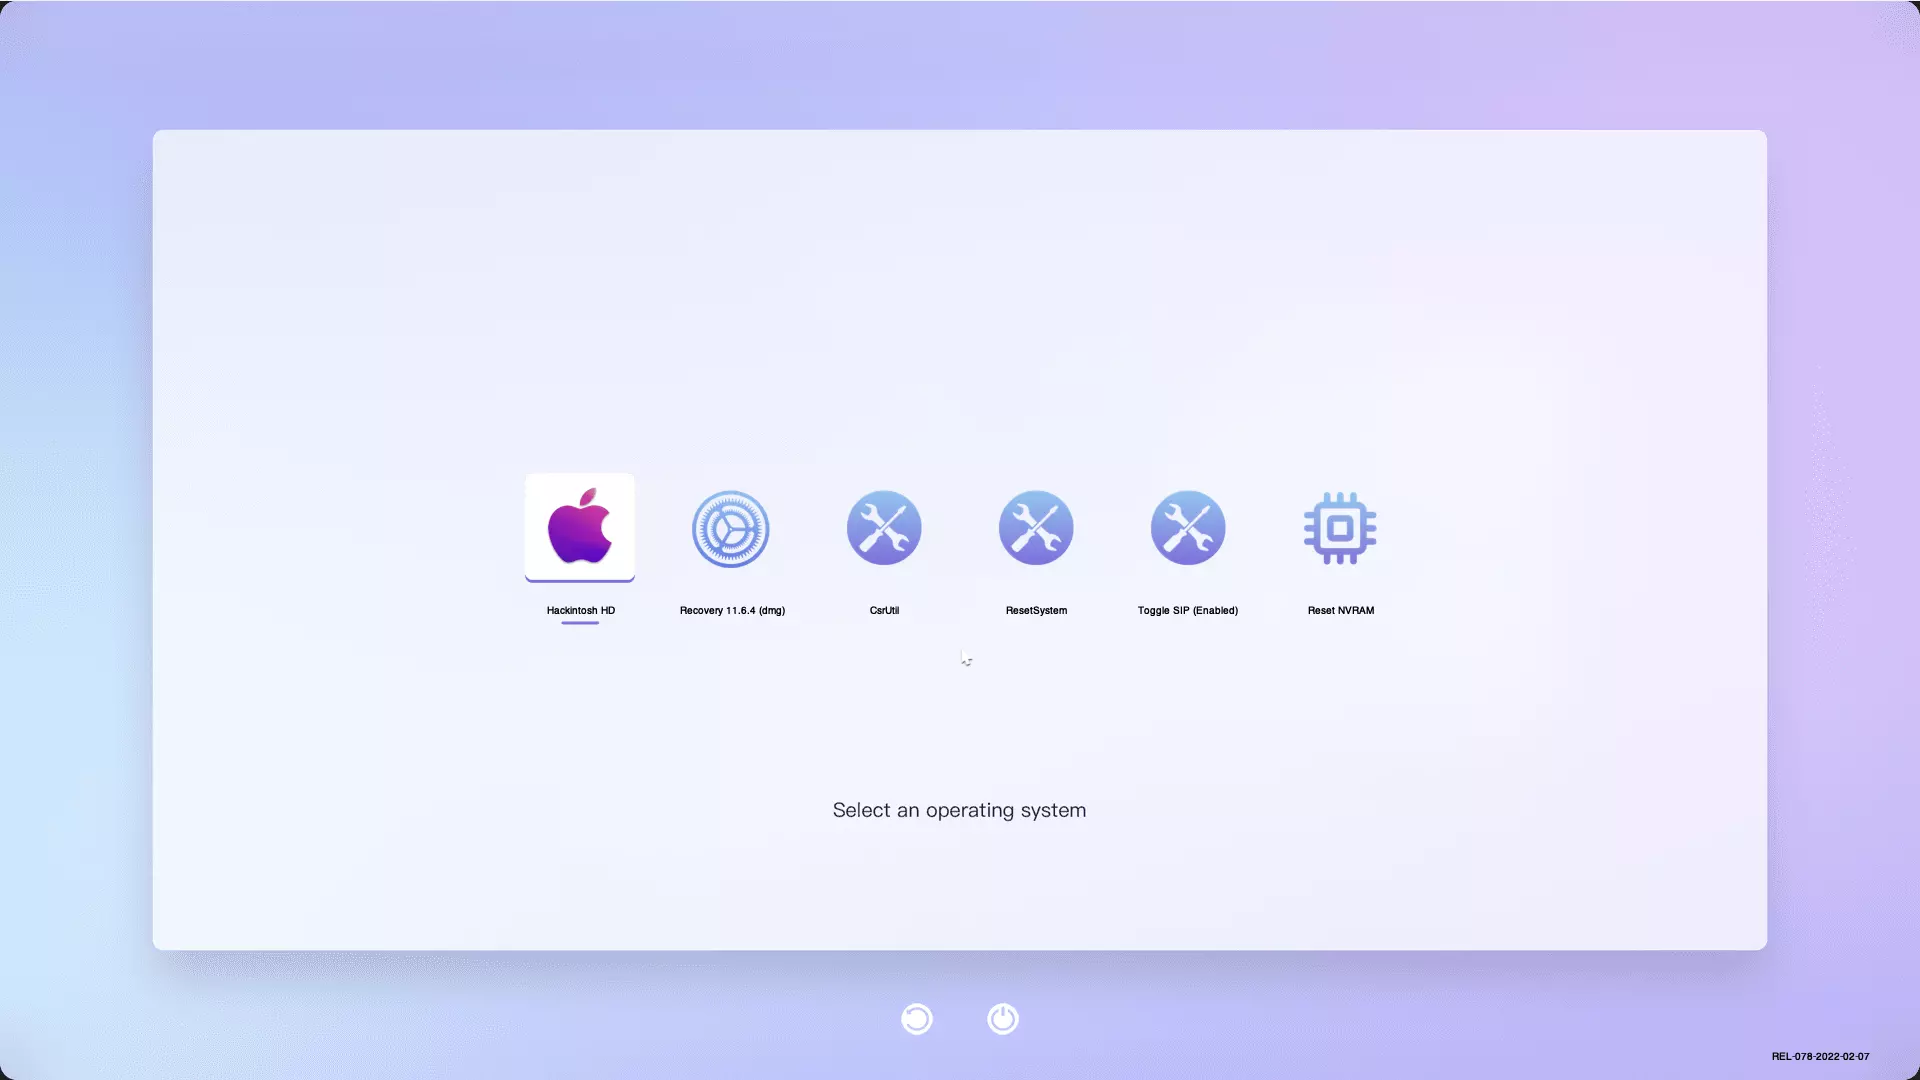 Hackintosh HD
Recovery 11.6.4 (dmg)
CsrUtil
ResetSystem
Toggle SIP (Enabled)
Reset NVRAM
Select an operating system
REL-078-2022-02-07